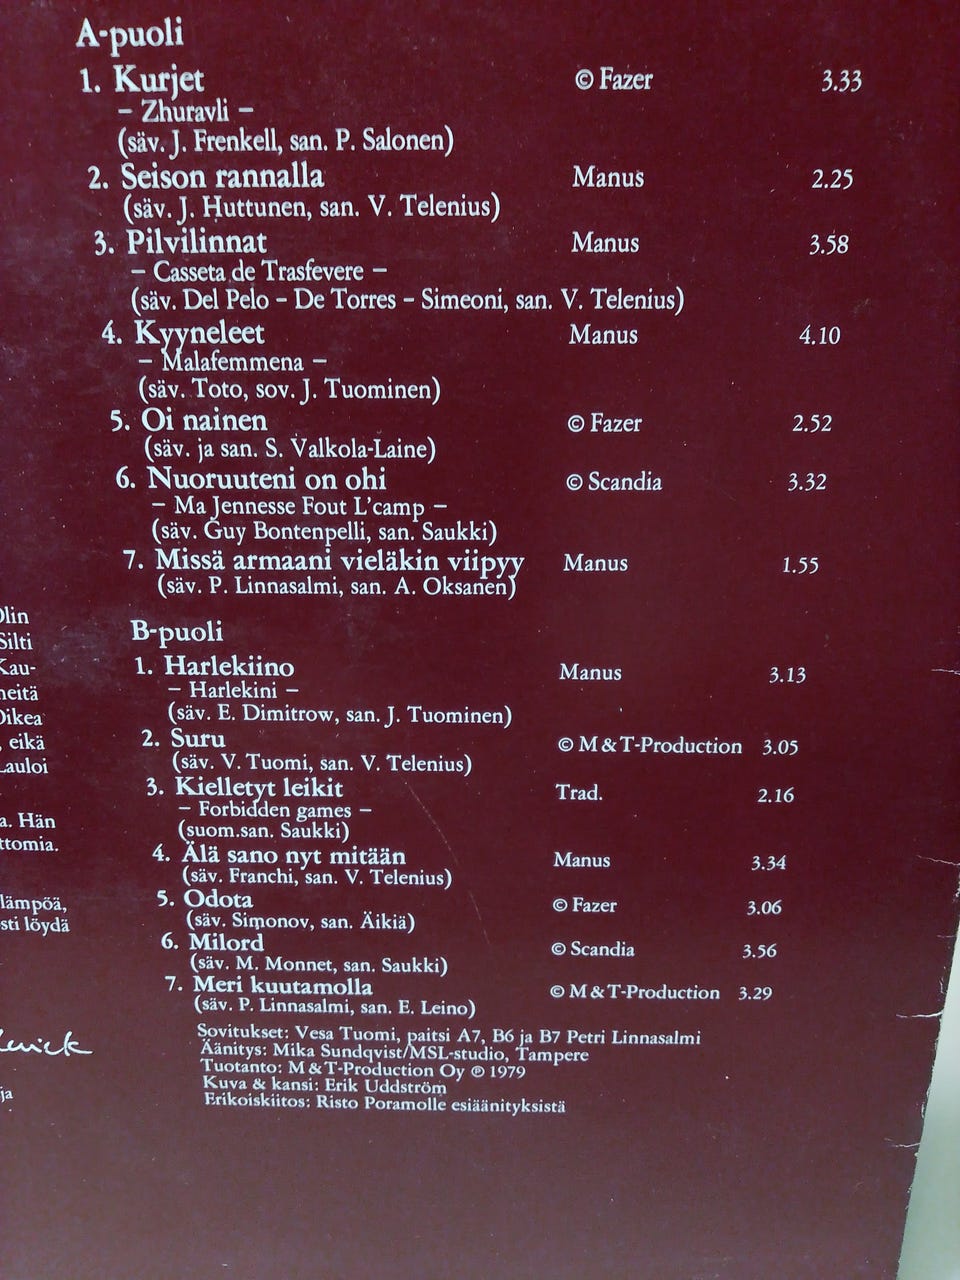 A-puoli
1. Kurjet © Fazer 3.33
– Zhuravli –
(säv. J. Frenkell, san. P. Salonen)
2. Seison rannalla Manus 2.25
(säv. J. Huttunen, san. V. Telenius)
3. Pilvilinnat Manus 3.58
– Casseta de Trasfevere –
(säv. Del Pelo – De Torres – Simeoni, san. V. Telenius)
4. Kyyneleet Manus 4.10
– Malafemmena –
(säv. Toto, sov. J. Tuominen)
5. Oi nainen © Fazer 2.52
(säv. ja san. S. Valkola-Laine)
6. Nuoruuteni on ohi © Scandia 3.32
– Ma Jennesse Fout L'camp –
(säv. Guy Bontenpelli, san. Saukki)
7. Missä armaani vieläkin viipyy Manus 1.55
(säv. P. Linnasalmi, san. A. Oksanen)
B-puoli
1. Harlekiino Manus 3.13
– Harlekini –
(säv. E. Dimitrow, san. J. Tuominen)
2. Suru © M & T-Production 3.05
(säv. V. Tuomi, san. V. Telenius)
3. Kielletyt leikit Trad. 2.16
– Forbidden games –
(suom.san. Saukki)
4. Älä sano nyt mitään Manus 3.34
(säv. Franchi, san. V. Telenius)
5. Odota © Fazer 3.06
(säv. Simonov, san. Äikiä)
6. Milord © Scandia 3.56
(säv. M. Monnet, san. Saukki)
7. Meri kuutamolla © M & T-Production 3.29
(säv. P. Linnasalmi, san. E. Leino)
Sovitukset: Vesa Tuomi, paitsi A7, B6 ja B7 Petri Linnasalmi
Äänitys: Mika Sundqvist/MSL-studio, Tampere
Tuotanto: M & T-Production Oy ℗ 1979
Kuva & kansi: Erik Uddström
Erikoiskiitos: Risto Poramolle esiäänityksistä
Silti
Kau-
, eikä
Lauloi
a. Hän
lämpöä,
löydä